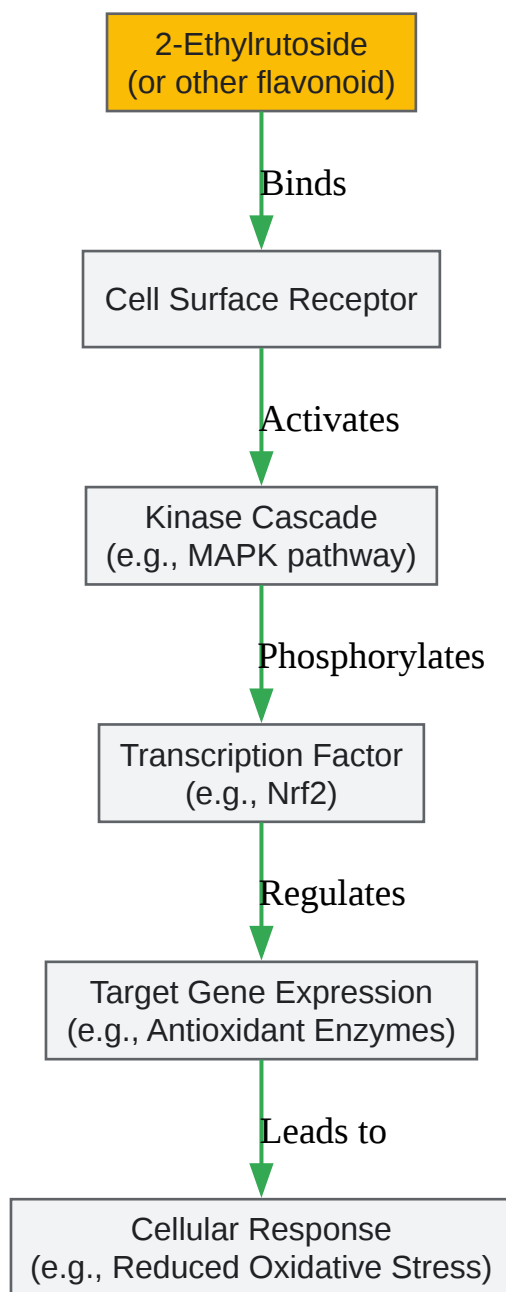 2-Ethylrutoside
(or other flavonoid)
Binds
Cell Surface Receptor
Activates
Kinase Cascade
(e.g., MAPK pathway)
Phosphorylates
Transcription Factor
(e.g., Nrf2)
Regulates
Target Gene Expression
(e.g., Antioxidant Enzymes)
Leads to
Cellular Response
(e.g., Reduced Oxidative Stress)